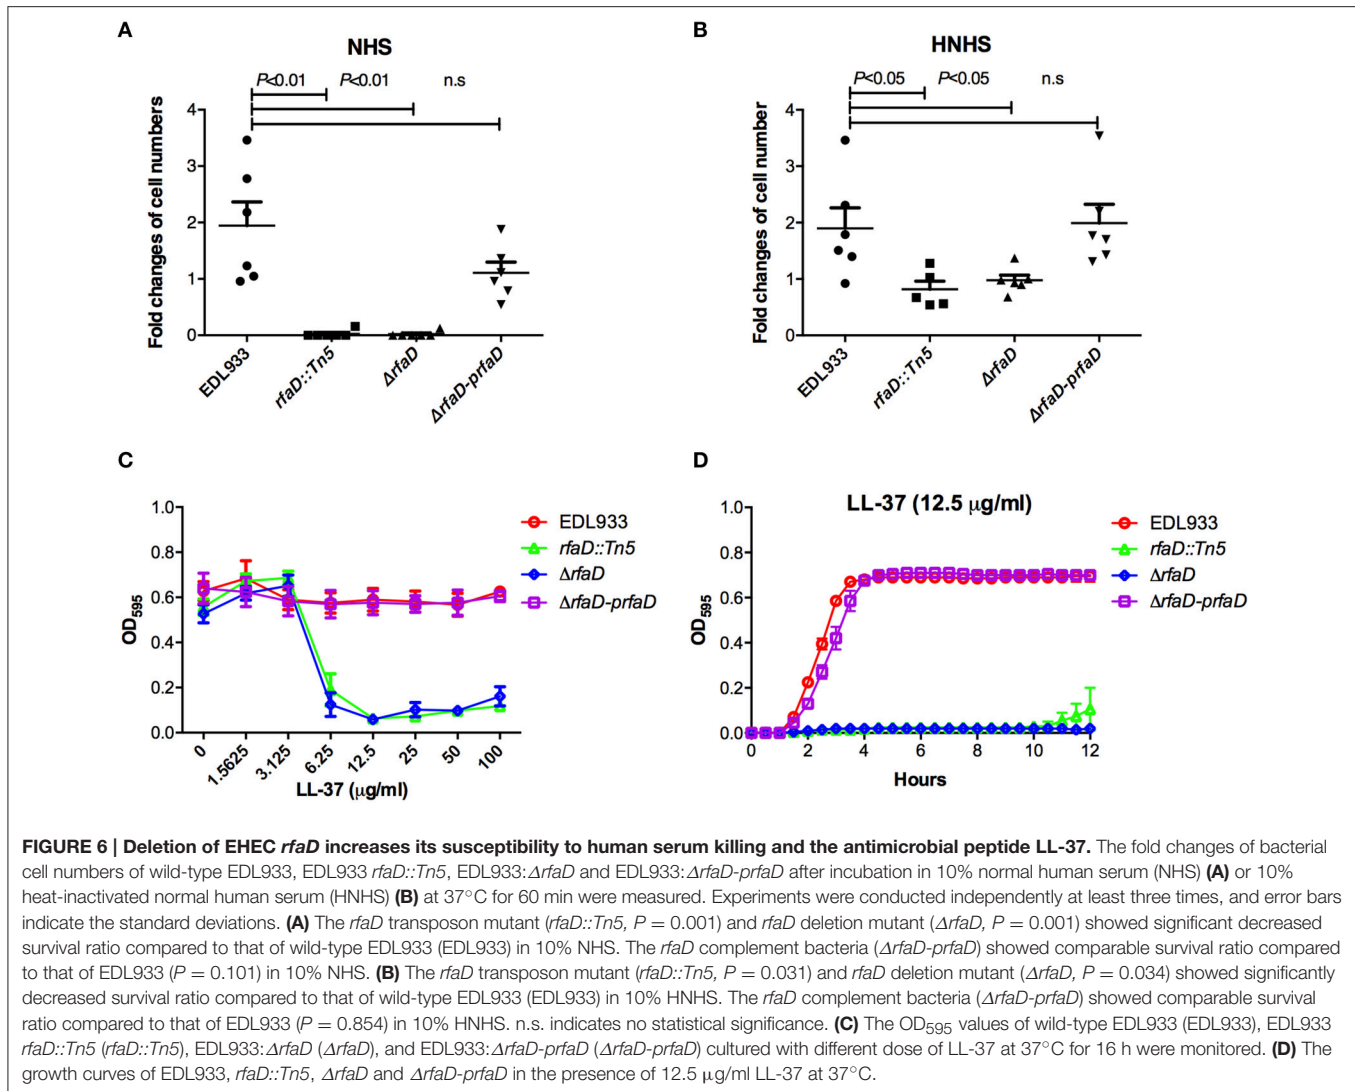 A
NHS
P<0.01 P<0.01 n.s
Fold changes of cell numbers
4
3
2
1
0
EDL933
rfaD::Tn5
ΔrfaD
ΔrfaD-prfaD
B
HNHS
P<0.05 P<0.05 n.s
Fold changes of cell number
4
3
2
1
0
EDL933
rfaD::Tn5
ΔrfaD
ΔrfaD-prfaD
C
OD595
1.0
0.8
0.6
0.4
0.2
0.0
0 1.5625 3.125 6.25 12.5 25 50 100
LL-37 (μg/ml)
EDL933
rfaD::Tn5
ΔrfaD
ΔrfaD-prfaD
D
LL-37 (12.5 μg/ml)
OD595
1.0
0.8
0.6
0.4
0.2
0.0
0 2 4 6 8 10 12
Hours
EDL933
rfaD::Tn5
ΔrfaD
ΔrfaD-prfaD
FIGURE 6 | Deletion of EHEC rfaD increases its susceptibility to human serum killing and the antimicrobial peptide LL-37. The fold changes of bacterial
cell numbers of wild-type EDL933, EDL933 rfaD::Tn5, EDL933:ΔrfaD and EDL933:ΔrfaD-prfaD after incubation in 10% normal human serum (NHS) (A) or 10%
heat-inactivated normal human serum (HNHS) (B) at 37°C for 60 min were measured. Experiments were conducted independently at least three times, and error bars
indicate the standard deviations. (A) The rfaD transposon mutant (rfaD::Tn5, P = 0.001) and rfaD deletion mutant (ΔrfaD, P = 0.001) showed significant decreased
survival ratio compared to that of wild-type EDL933 (EDL933) in 10% NHS. The rfaD complement bacteria (ΔrfaD-prfaD) showed comparable survival ratio compared
to that of EDL933 (P = 0.101) in 10% NHS. (B) The rfaD transposon mutant (rfaD::Tn5, P = 0.031) and rfaD deletion mutant (ΔrfaD, P = 0.034) showed significantly
decreased survival ratio compared to that of wild-type EDL933 (EDL933) in 10% HNHS. The rfaD complement bacteria (ΔrfaD-prfaD) showed comparable survival
ratio compared to that of EDL933 (P = 0.854) in 10% HNHS. n.s. indicates no statistical significance. (C) The OD595 values of wild-type EDL933 (EDL933), EDL933
rfaD::Tn5 (rfaD::Tn5), EDL933:ΔrfaD (ΔrfaD), and EDL933:ΔrfaD-prfaD (ΔrfaD-prfaD) cultured with different dose of LL-37 at 37°C for 16 h were monitored. (D) The
growth curves of EDL933, rfaD::Tn5, ΔrfaD and ΔrfaD-prfaD in the presence of 12.5 μg/ml LL-37 at 37°C.